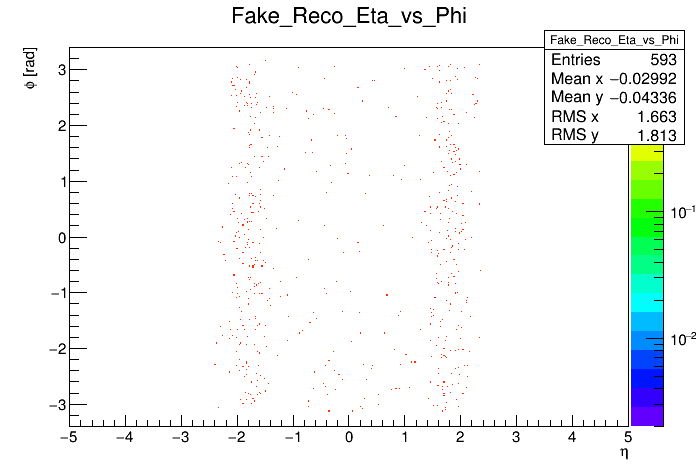 Fake_Reco_Eta_vs_Phi
ϕ [rad]
Fake_Reco_Eta_vs_Phi
Entries 593
Mean x −0.02992
Mean y −0.04336
RMS x 1.663
RMS y 1.813
3
2
1
0
−1
−2
−3
10⁻¹
10⁻²
−5 −4 −3 −2 −1 0 1 2 3 4 5
η